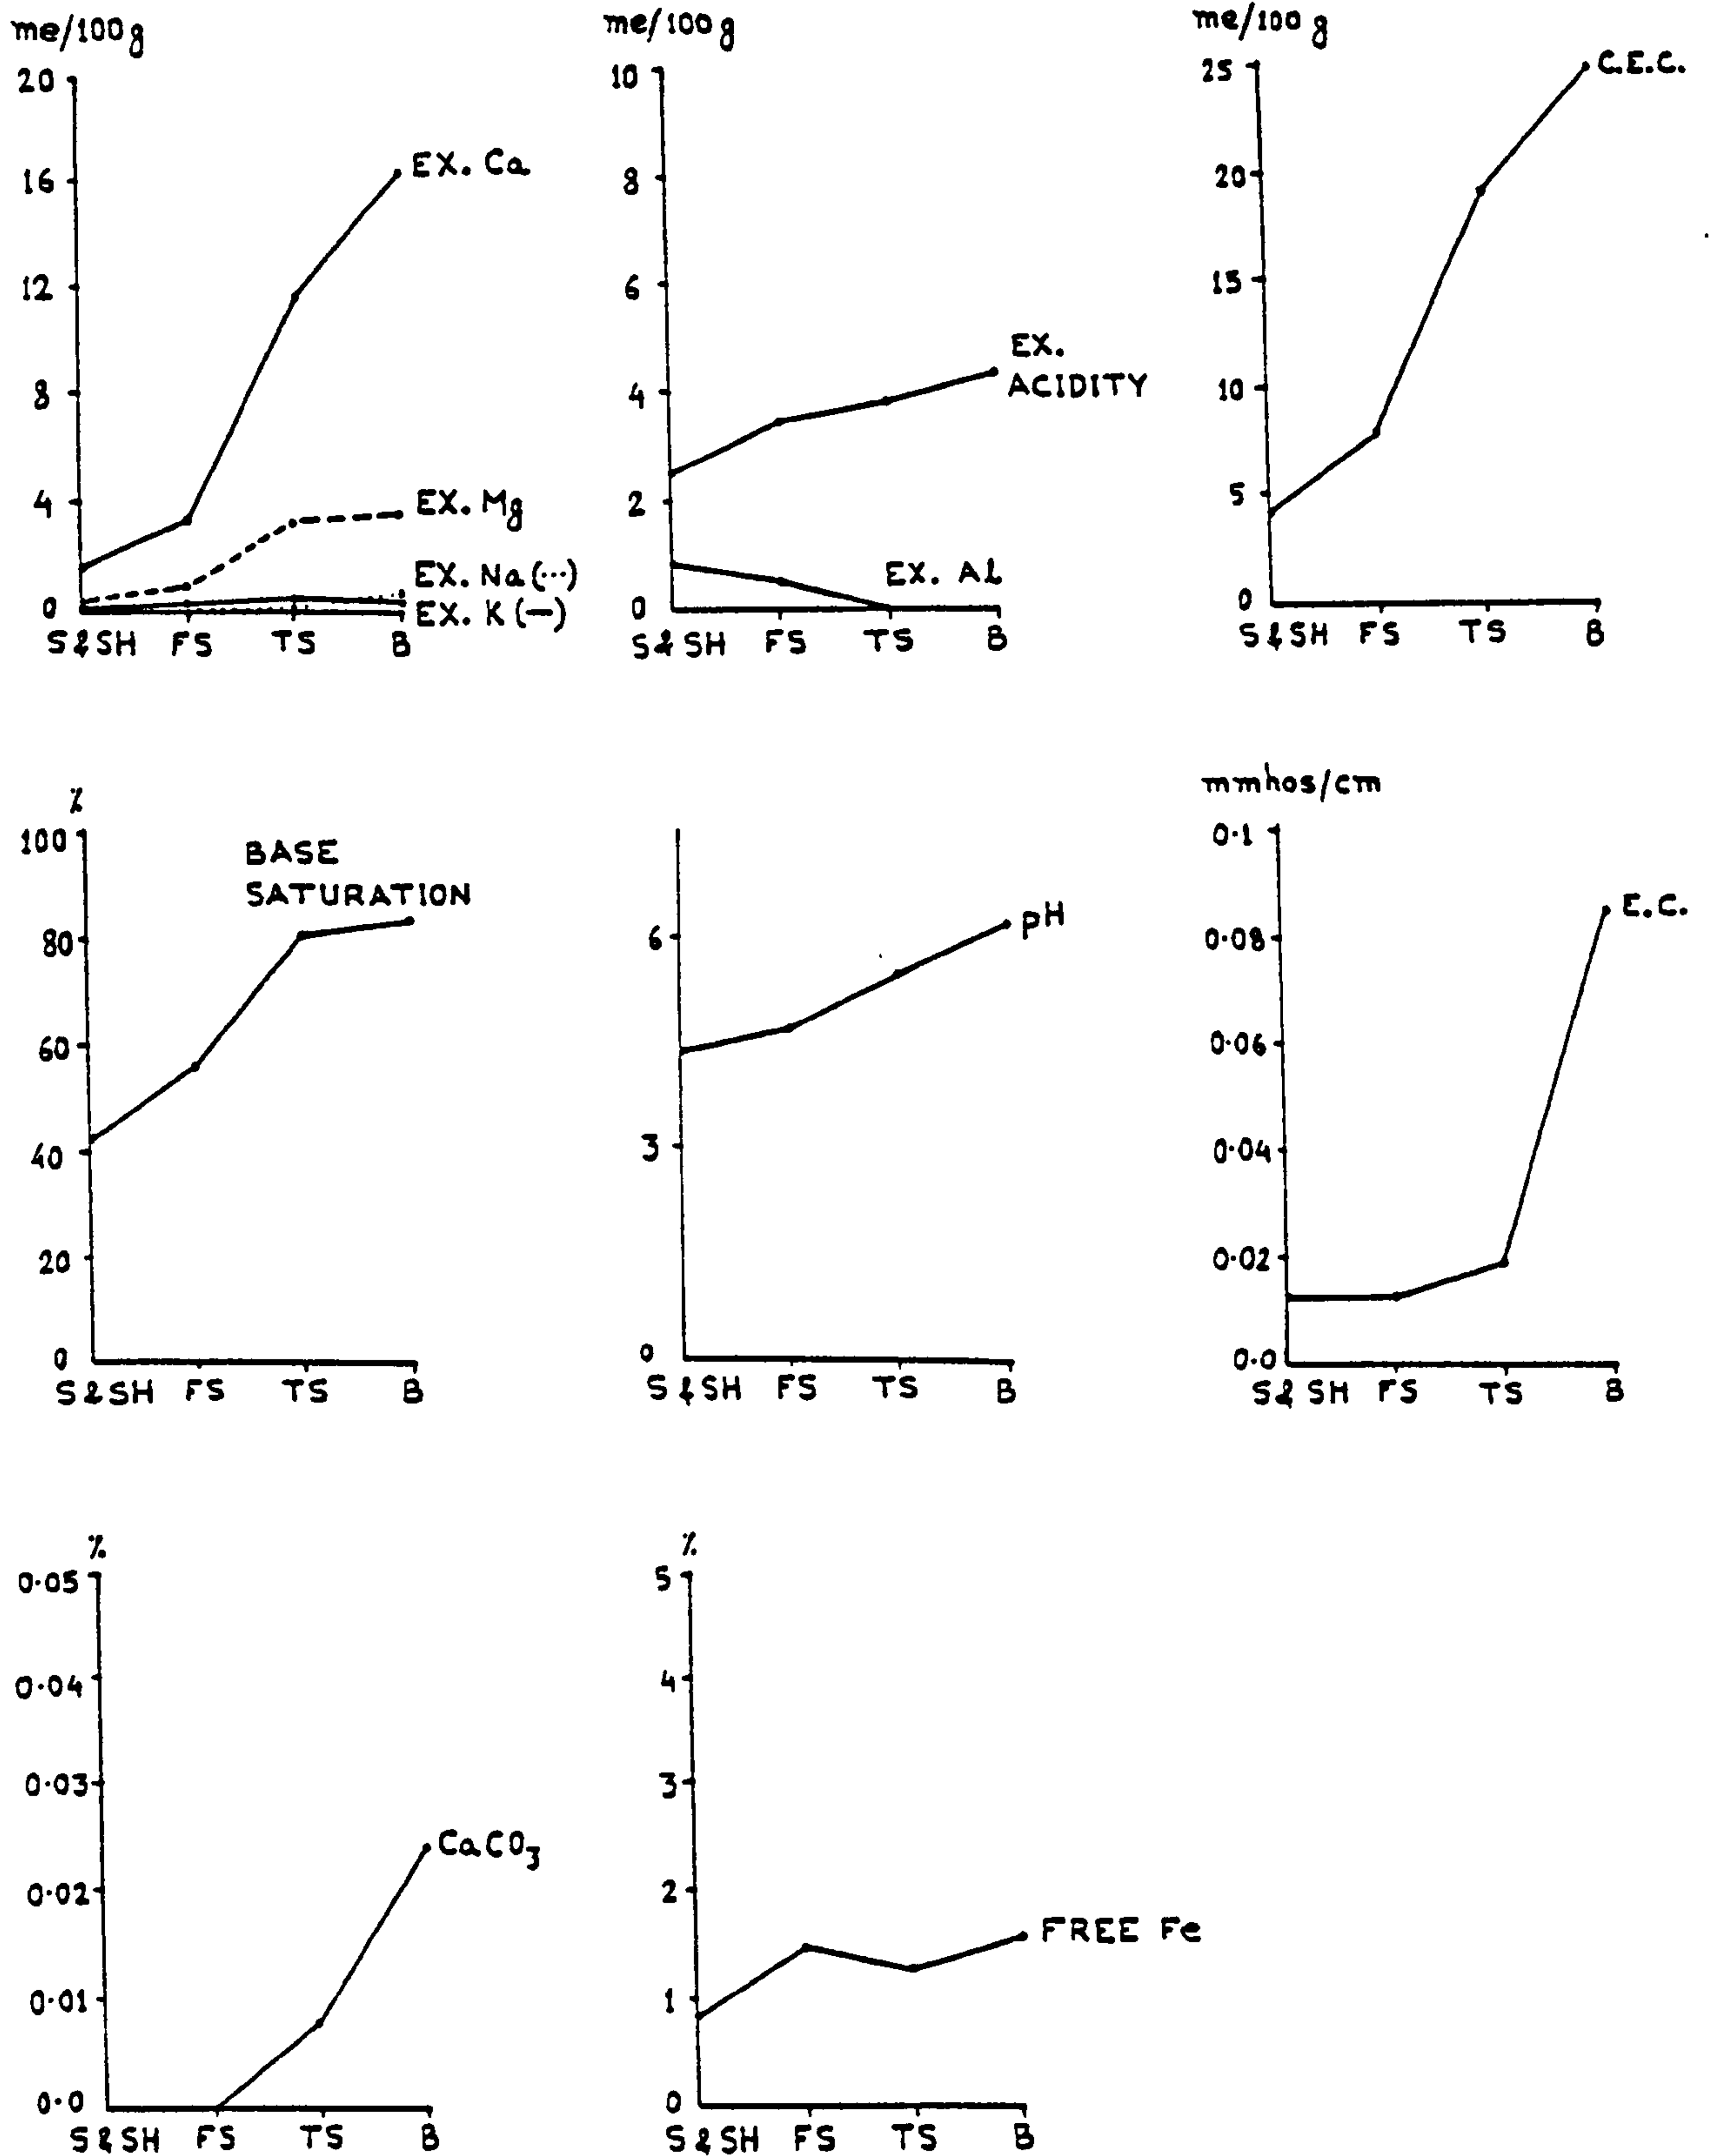 me/100g
20
16
12
8
4
0
EX. Ca
EX. Mg
EX. Na (···)
EX. K (—)
S & SH FS TS B
me/100g
10
8
6
4
2
0
EX.
ACIDITY
EX. Al
S & SH FS TS B
me/100g
25
20
15
10
5
0
C.E.C.
S & SH FS TS B
%
100
80
60
40
20
0
BASE
SATURATION
S & SH FS TS B
6
3
0
pH
S & SH FS TS B
mmhos/cm
0·1
0·08
0·06
0·04
0·02
0·0
E.C.
S & SH FS TS B
%
0·05
0·04
0·03
0·02
0·01
0·0
CaCO₃
S & SH FS TS B
%
5
4
3
2
1
0
FREE Fe
S & SH FS TS B